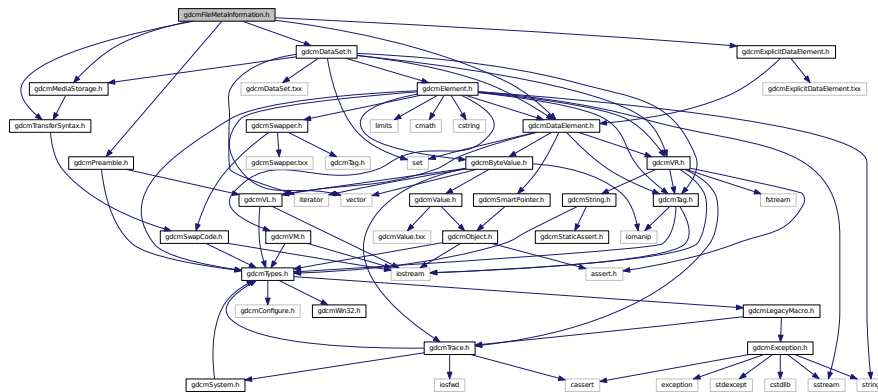 gdcmFileMetaInformation.h
gdcmDataSet.h
gdcmExplicitDataElement.h
gdcmMediaStorage.h
gdcmDataSet.txx
gdcmElement.h
gdcmExplicitDataElement.txx
gdcmTransferSyntax.h
gdcmSwapper.h
limits
cmath
cstring
gdcmDataElement.h
gdcmPreamble.h
gdcmSwapper.txx
gdcmTag.h
set
gdcmByteValue.h
gdcmVR.h
gdcmVL.h
iterator
vector
gdcmValue.h
gdcmSmartPointer.h
gdcmString.h
gdcmTag.h
fstream
gdcmSwapCode.h
gdcmVM.h
gdcmValue.txx
gdcmObject.h
gdcmStaticAssert.h
iomanip
gdcmTypes.h
iostream
assert.h
gdcmConfigure.h
gdcmWin32.h
gdcmLegacyMacro.h
gdcmTrace.h
gdcmException.h
gdcmSystem.h
iosfwd
cassert
exception
stdexcept
cstdlib
sstream
string